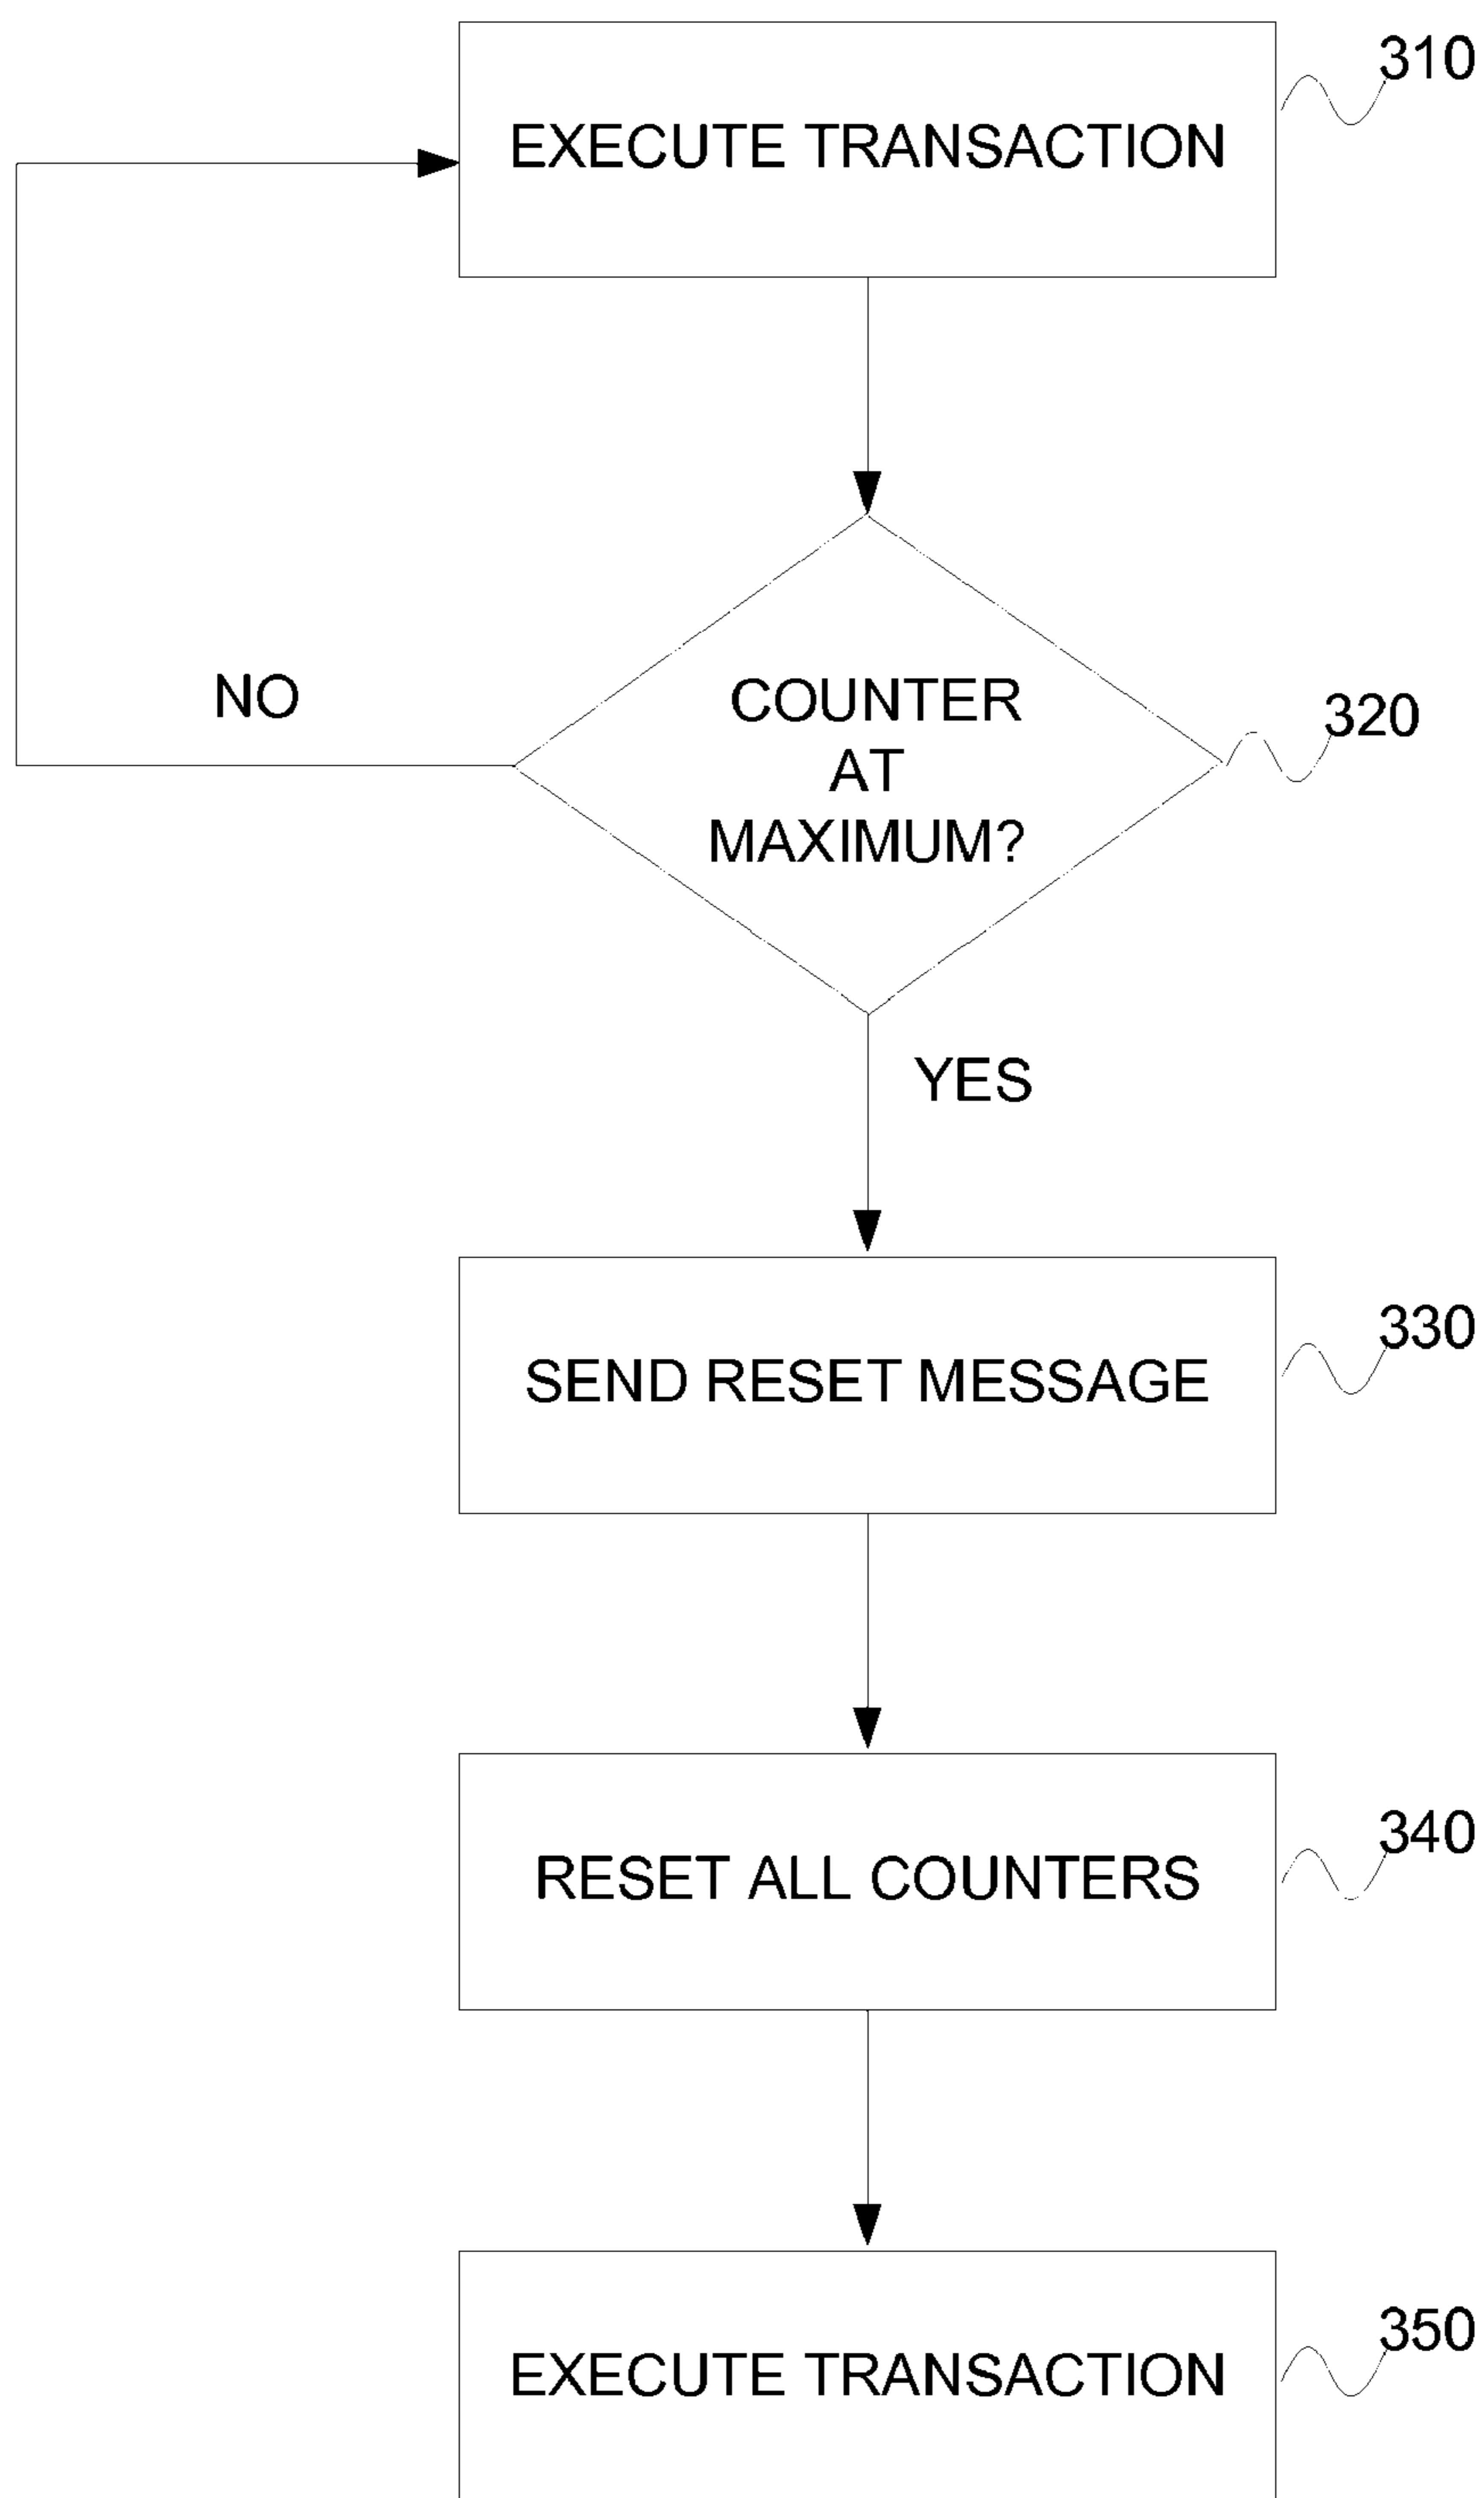 310
EXECUTE TRANSACTION
NO
COUNTER
AT
MAXIMUM?
320
YES
330
SEND RESET MESSAGE
340
RESET ALL COUNTERS
350
EXECUTE TRANSACTION